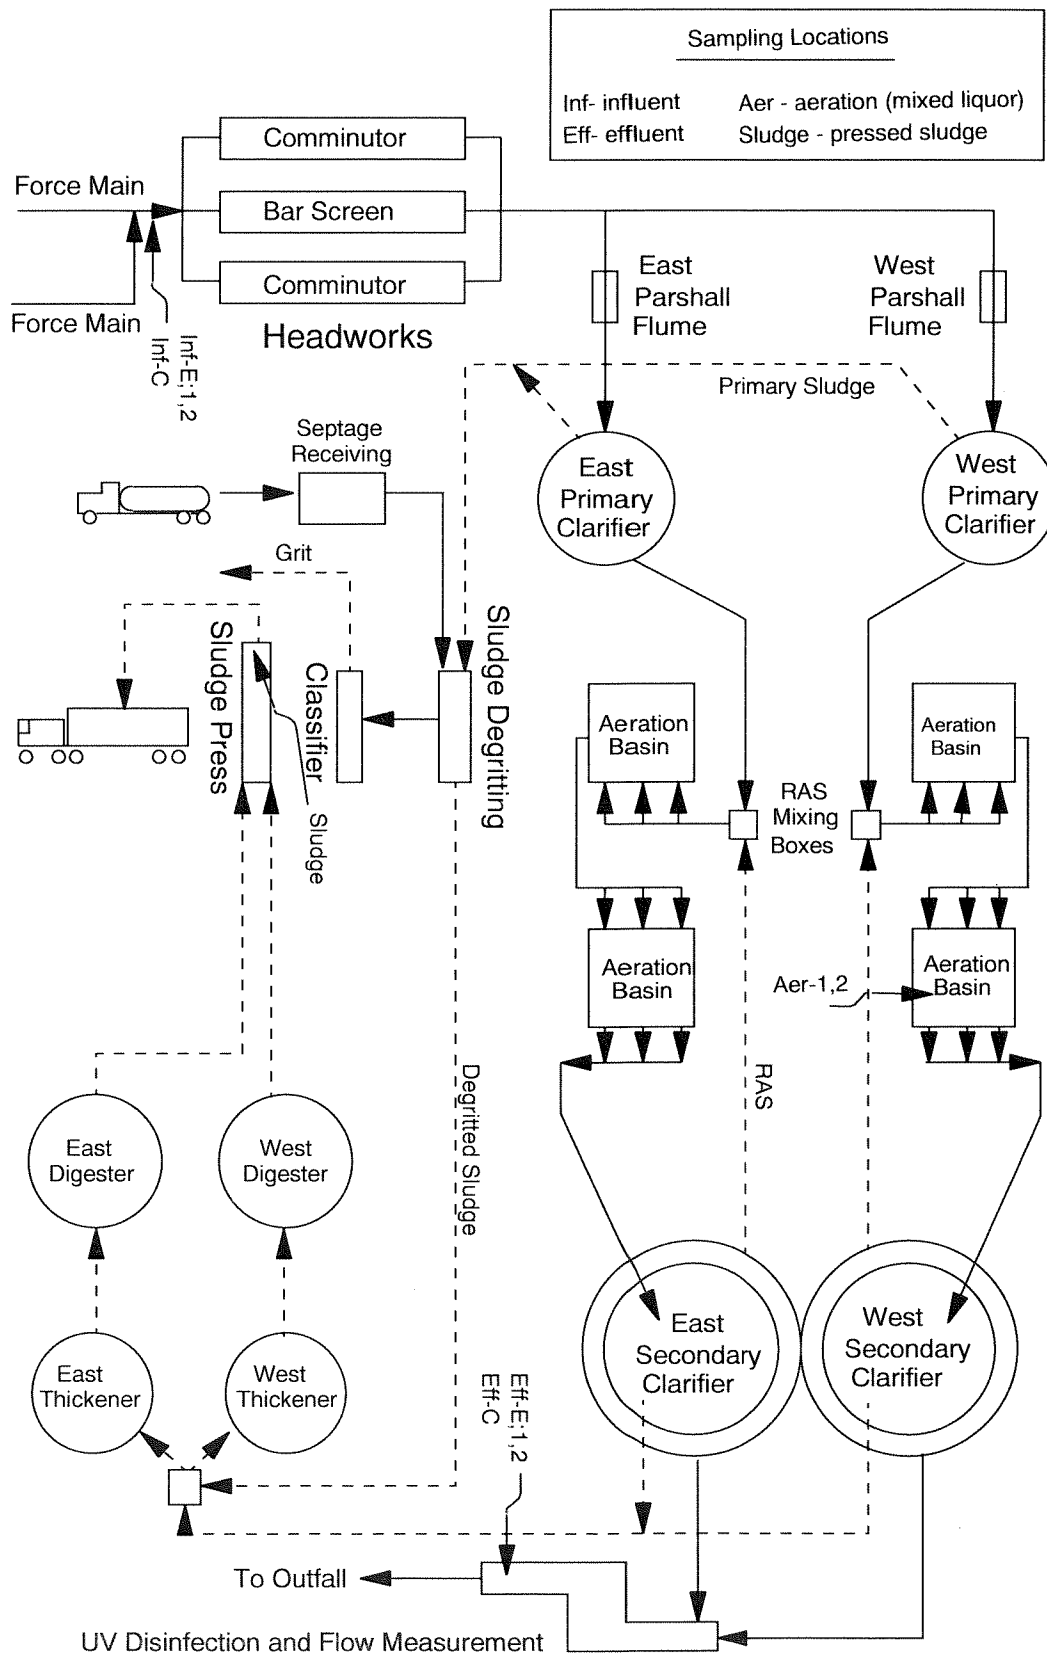 Sampling Locations
Inf- influent
Aer - aeration (mixed liquor)
Eff- effluent
Sludge - pressed sludge
Comminutor
Force Main
Bar Screen
Comminutor
Force Main
Headworks
Inf-E;1,2
Inf-C
East
Parshall
Flume
West
Parshall
Flume
Primary Sludge
Septage
Receiving
East
Primary
Clarifier
West
Primary
Clarifier
Grit
Sludge Press
Classifier
Sludge Degritting
Sludge
Aeration
Basin
Aeration
Basin
RAS
Mixing
Boxes
Aeration
Basin
Aer-1,2
Aeration
Basin
RAS
Degritted Sludge
East
Digester
West
Digester
East
Thickener
West
Thickener
East
Secondary
Clarifier
West
Secondary
Clarifier
Eff-E;1,2
Eff-C
To Outfall
UV Disinfection and Flow Measurement